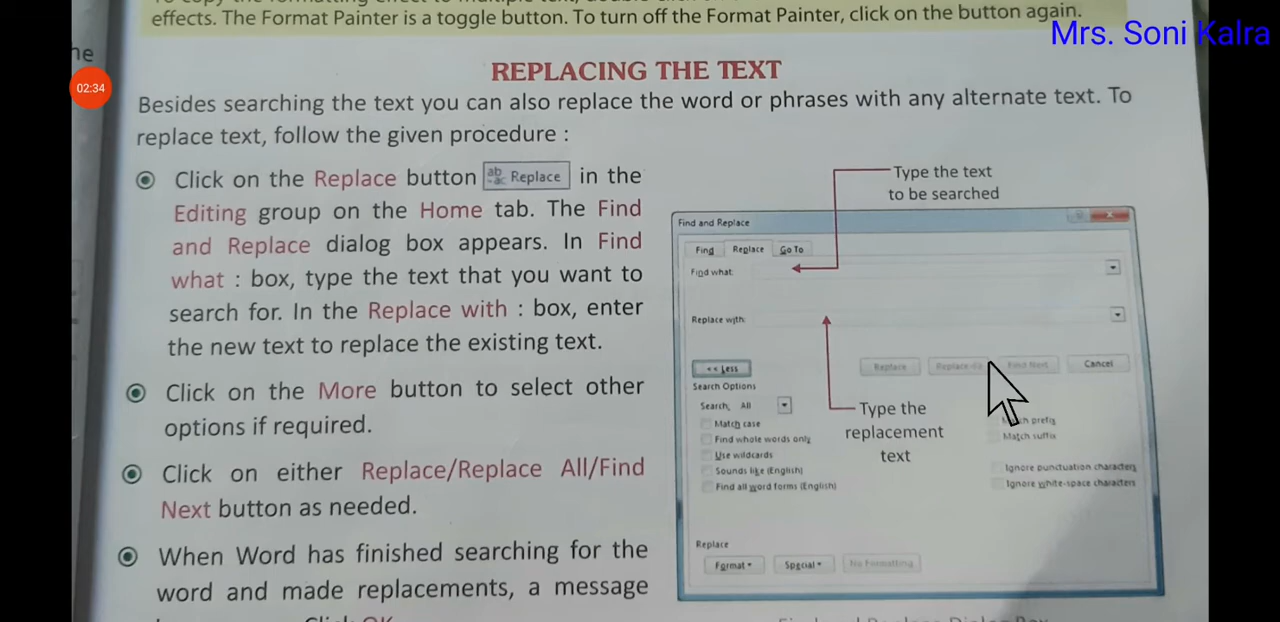 effects. The Format Painter is a toggle button. To turn off the Format Painter, click on the button again.
Mrs. Soni Kalra
he
02:34
REPLACING THE TEXT
Besides searching the text you can also replace the word or phrases with any alternate text. To
replace text, follow the given procedure :
Click on the Replace button Replace in the
Editing group on the Home tab. The Find
and Replace dialog box appears. In Find
what : box, type the text that you want to
search for. In the Replace with : box, enter
the new text to replace the existing text.
Click on the More button to select other
options if required.
Click on either Replace/Replace All/Find
Next button as needed.
When Word has finished searching for the
word and made replacements, a message
Click OK
Type the text
to be searched
Find and Replace
Find Replace Go To
Find what:
Replace with:
<< Less Replace Replace Find Next Cancel
Search Options
Search: All
Match case
Find whole words only
Use wildcards
Sounds like (English)
Find all word forms (English)
Type the
replacement
text
Match prefix
Match suffix
Ignore punctuation characters
Ignore white-space characters
Replace
Format Special No Formatting